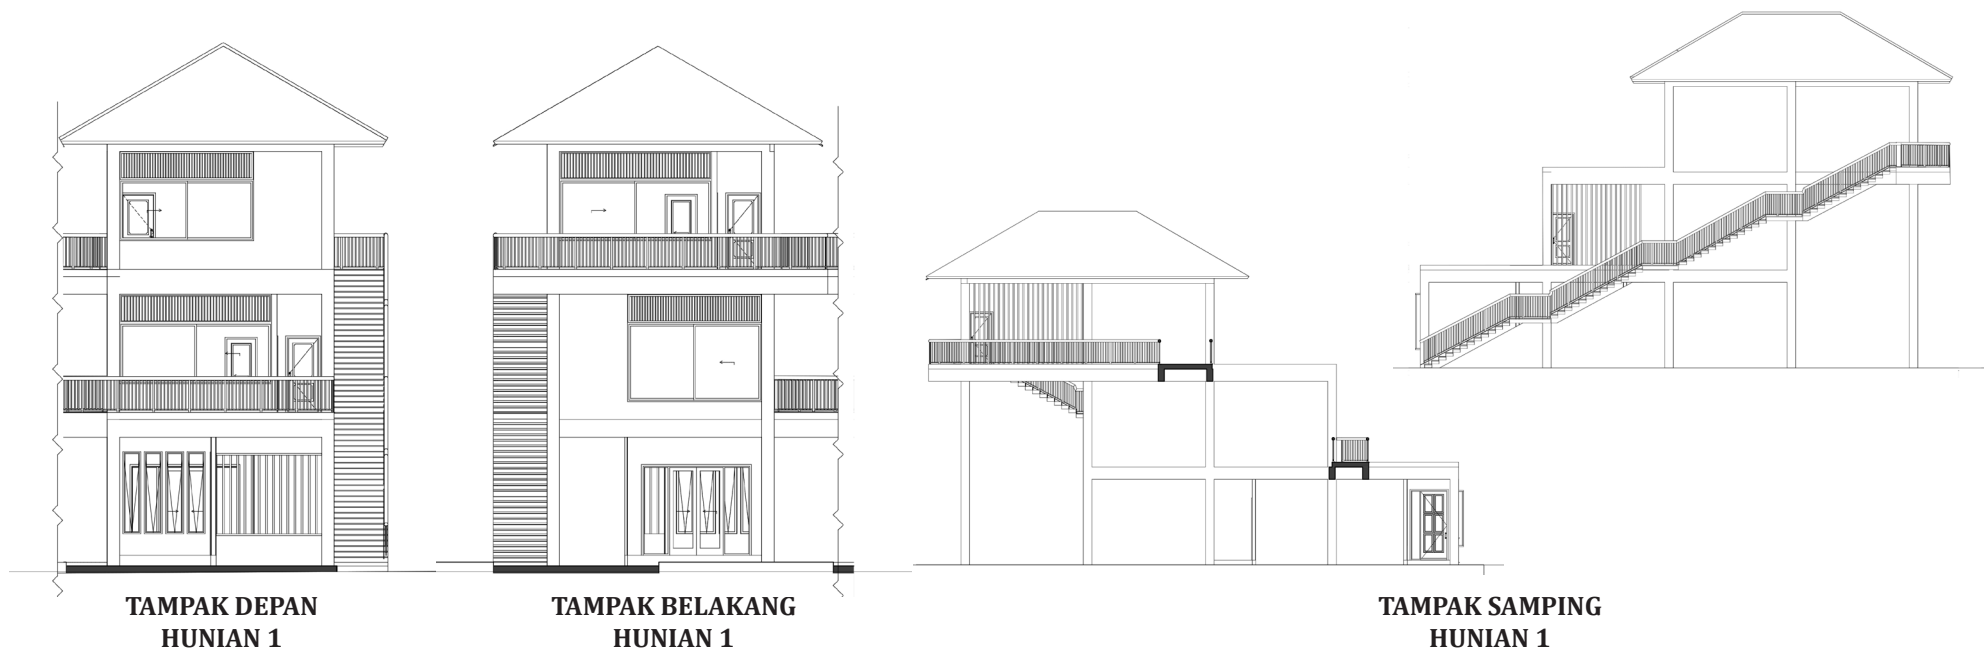 TAMPAK DEPAN
HUNIAN 1
TAMPAK BELAKANG
HUNIAN 1
TAMPAK SAMPING
HUNIAN 1